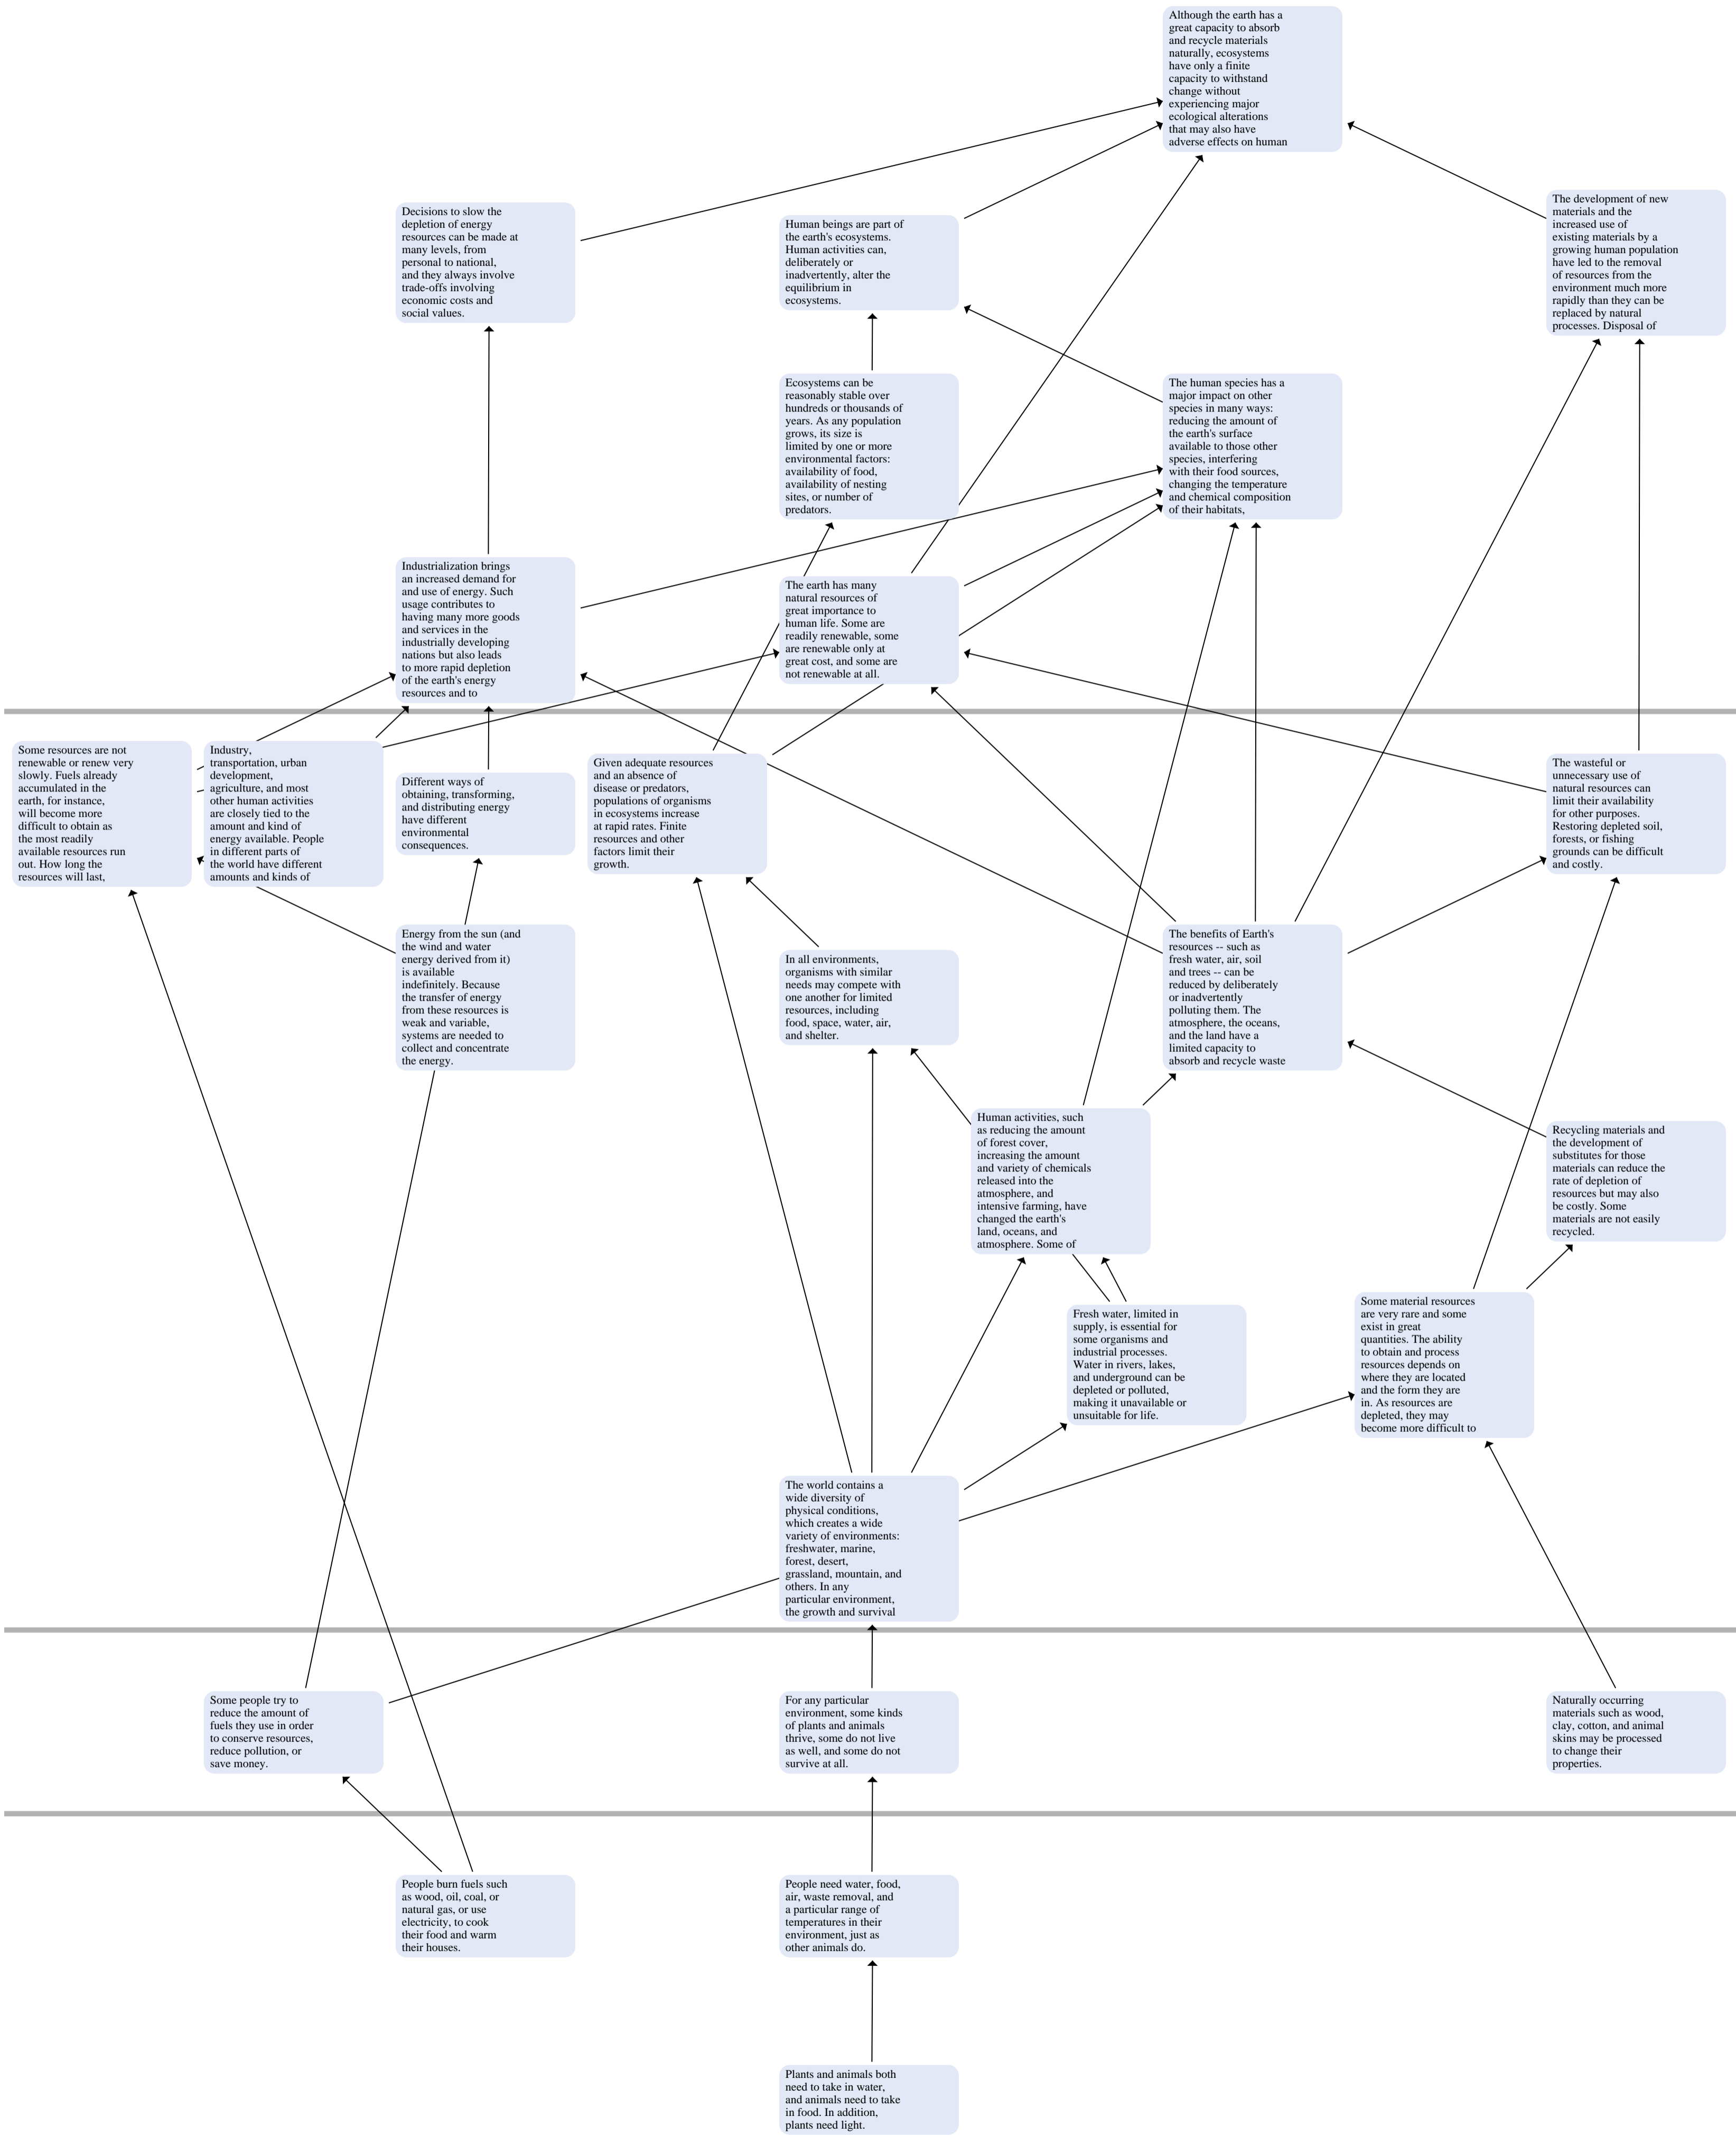 Although the earth has a
great capacity to absorb
and recycle materials
naturally, ecosystems
have only a finite
capacity to withstand
change without
experiencing major
ecological alterations
that may also have
adverse effects on human
Decisions to slow the
depletion of energy
resources can be made at
many levels, from
personal to national,
and they always involve
trade-offs involving
economic costs and
social values.
Human beings are part of
the earth's ecosystems.
Human activities can,
deliberately or
inadvertently, alter the
equilibrium in
ecosystems.
The development of new
materials and the
increased use of
existing materials by a
growing human population
have led to the removal
of resources from the
environment much more
rapidly than they can be
replaced by natural
processes. Disposal of
Ecosystems can be
reasonably stable over
hundreds or thousands of
years. As any population
grows, its size is
limited by one or more
environmental factors:
availability of food,
availability of nesting
sites, or number of
predators.
The human species has a
major impact on other
species in many ways:
reducing the amount of
the earth's surface
available to those other
species, interfering
with their food sources,
changing the temperature
and chemical composition
of their habitats,
Industrialization brings
an increased demand for
and use of energy. Such
usage contributes to
having many more goods
and services in the
industrially developing
nations but also leads
to more rapid depletion
of the earth's energy
resources and to
The earth has many
natural resources of
great importance to
human life. Some are
readily renewable, some
are renewable only at
great cost, and some are
not renewable at all.
Some resources are not
renewable or renew very
slowly. Fuels already
accumulated in the
earth, for instance,
will become more
difficult to obtain as
the most readily
available resources run
out. How long the
resources will last,
Industry,
transportation, urban
development,
agriculture, and most
other human activities
are closely tied to the
amount and kind of
energy available. People
in different parts of
the world have different
amounts and kinds of
Different ways of
obtaining, transforming,
and distributing energy
have different
environmental
consequences.
Given adequate resources
and an absence of
disease or predators,
populations of organisms
in ecosystems increase
at rapid rates. Finite
resources and other
factors limit their
growth.
The wasteful or
unnecessary use of
natural resources can
limit their availability
for other purposes.
Restoring depleted soil,
forests, or fishing
grounds can be difficult
and costly.
Energy from the sun (and
the wind and water
energy derived from it)
is available
indefinitely. Because
the transfer of energy
from these resources is
weak and variable,
systems are needed to
collect and concentrate
the energy.
In all environments,
organisms with similar
needs may compete with
one another for limited
resources, including
food, space, water, air,
and shelter.
The benefits of Earth's
resources -- such as
fresh water, air, soil
and trees -- can be
reduced by deliberately
or inadvertently
polluting them. The
atmosphere, the oceans,
and the land have a
limited capacity to
absorb and recycle waste
Human activities, such
as reducing the amount
of forest cover,
increasing the amount
and variety of chemicals
released into the
atmosphere, and
intensive farming, have
changed the earth's
land, oceans, and
atmosphere. Some of
Recycling materials and
the development of
substitutes for those
materials can reduce the
rate of depletion of
resources but may also
be costly. Some
materials are not easily
recycled.
Fresh water, limited in
supply, is essential for
some organisms and
industrial processes.
Water in rivers, lakes,
and underground can be
depleted or polluted,
making it unavailable or
unsuitable for life.
Some material resources
are very rare and some
exist in great
quantities. The ability
to obtain and process
resources depends on
where they are located
and the form they are
in. As resources are
depleted, they may
become more difficult to
The world contains a
wide diversity of
physical conditions,
which creates a wide
variety of environments:
freshwater, marine,
forest, desert,
grassland, mountain, and
others. In any
particular environment,
the growth and survival
Some people try to
reduce the amount of
fuels they use in order
to conserve resources,
reduce pollution, or
save money.
For any particular
environment, some kinds
of plants and animals
thrive, some do not live
as well, and some do not
survive at all.
Naturally occurring
materials such as wood,
clay, cotton, and animal
skins may be processed
to change their
properties.
People burn fuels such
as wood, oil, coal, or
natural gas, or use
electricity, to cook
their food and warm
their houses.
People need water, food,
air, waste removal, and
a particular range of
temperatures in their
environment, just as
other animals do.
Plants and animals both
need to take in water,
and animals need to take
in food. In addition,
plants need light.